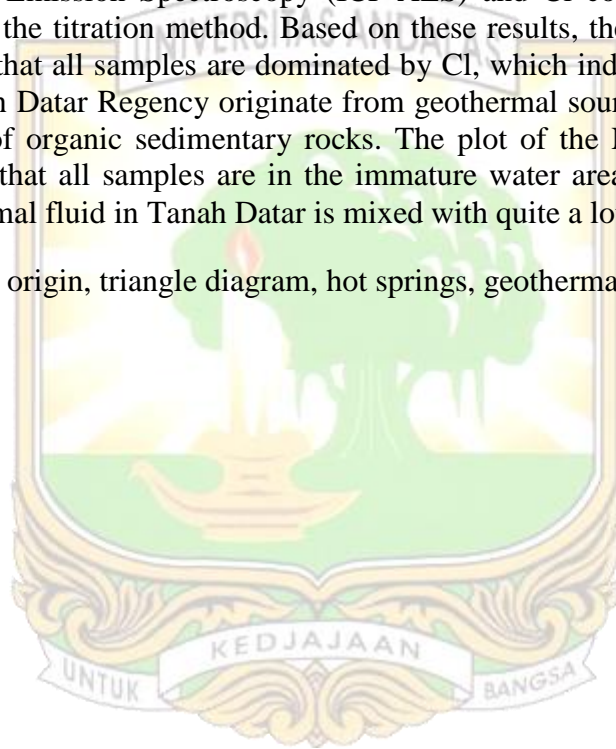 Emission Spectroscopy (ICP-AES) and Cl co
the titration method. Based on these results, the
that all samples are dominated by Cl, which ind
Datar Regency originate from geothermal sour
of organic sedimentary rocks. The plot of the
that all samples are in the immature water area
mal fluid in Tanah Datar is mixed with quite a lo
origin, triangle diagram, hot springs, geotherma
UNIVERSITAS ANDALAS
KEDJAJAAN
UNTUK
BANGSA